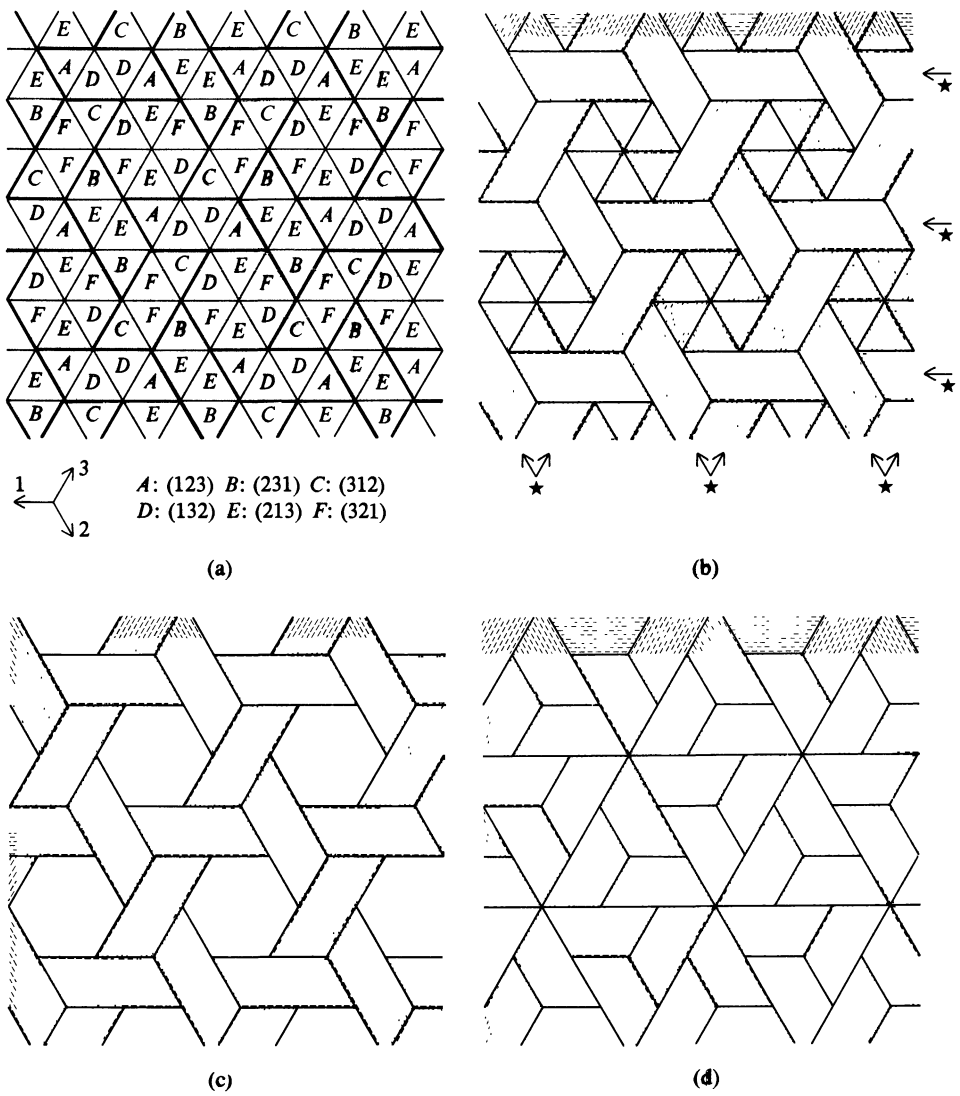 E C B E C B E
E A D D A E E A D D A E E A
B F C D E F B F C D E F B F
C F B F E D C F B F E D C F
D A E E A D D A E E A D D A
D E F B F C D E F B F C D E
F E D C F B F E D C F B F E
E A D D A E E A D D A E E A
B C E B C E B
1 3
2
A: (123) B: (231) C: (312)
D: (132) E: (213) F: (321)
(a)
(b)
(c)
(d)